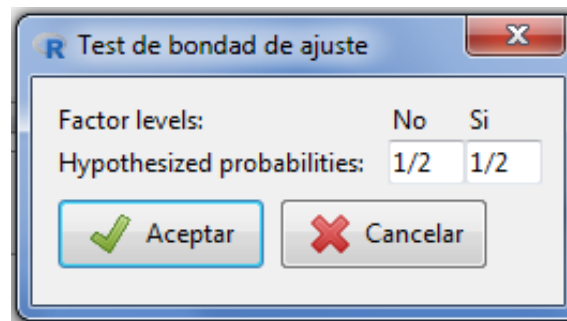 Test de bondad de ajuste
Factor levels: No Si
Hypothesized probabilities: 1/2 1/2
Aceptar Cancelar